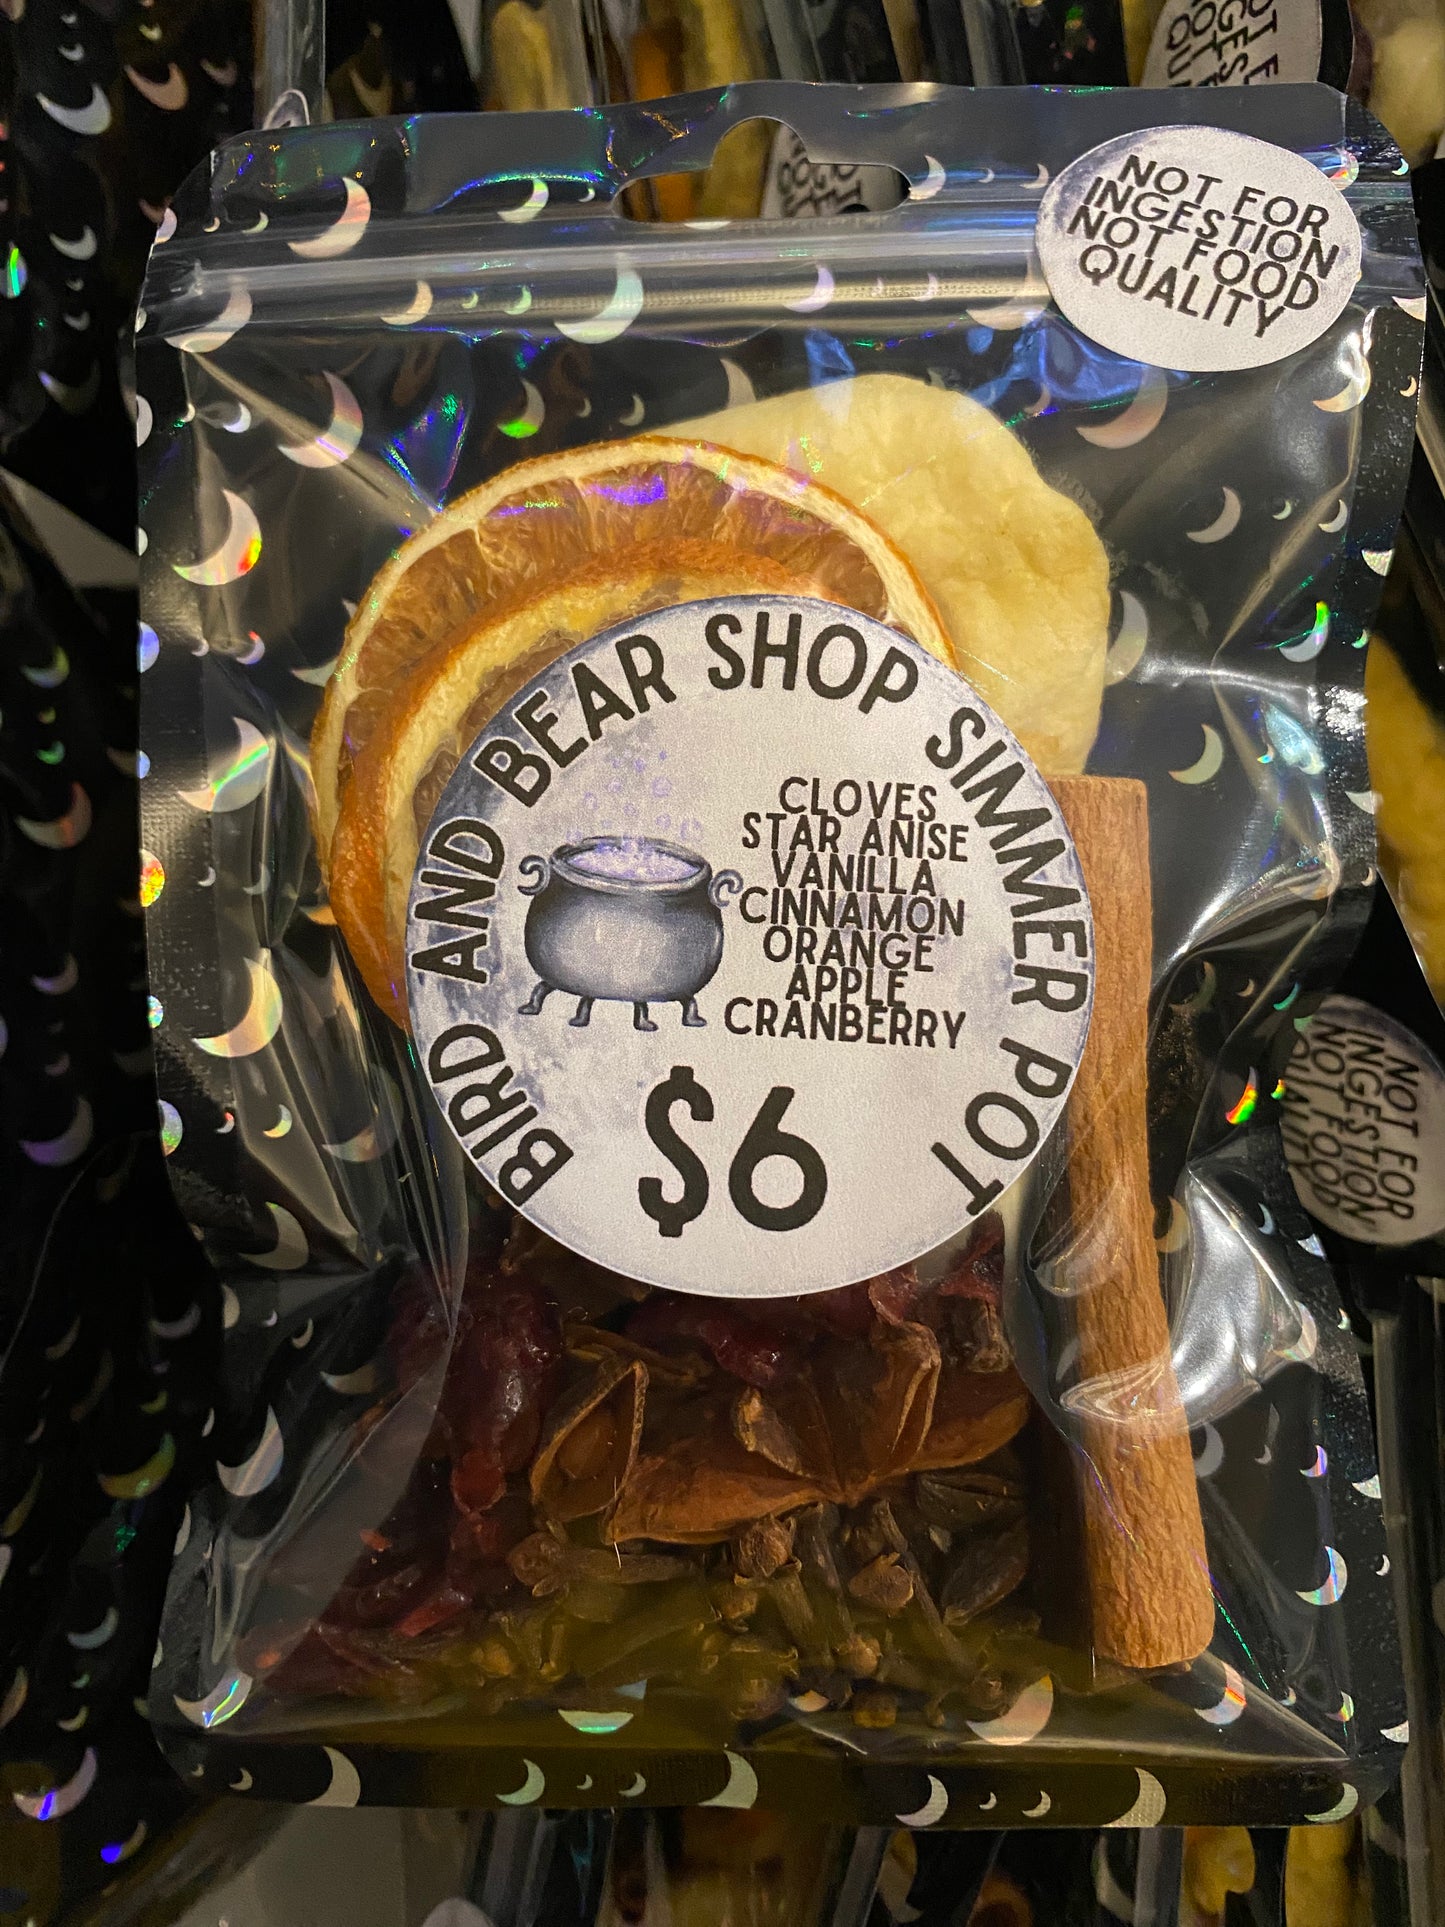 NOT FOR
INGESTION
NOT FOOD
QUALITY
BIRD AND BEAR SHOP SIMMER POT
CLOVES
STAR ANISE
VANILLA
CINNAMON
ORANGE
APPLE
CRANBERRY
$6
NOT FOR
INGESTION
NOT FOOD
QUALITY